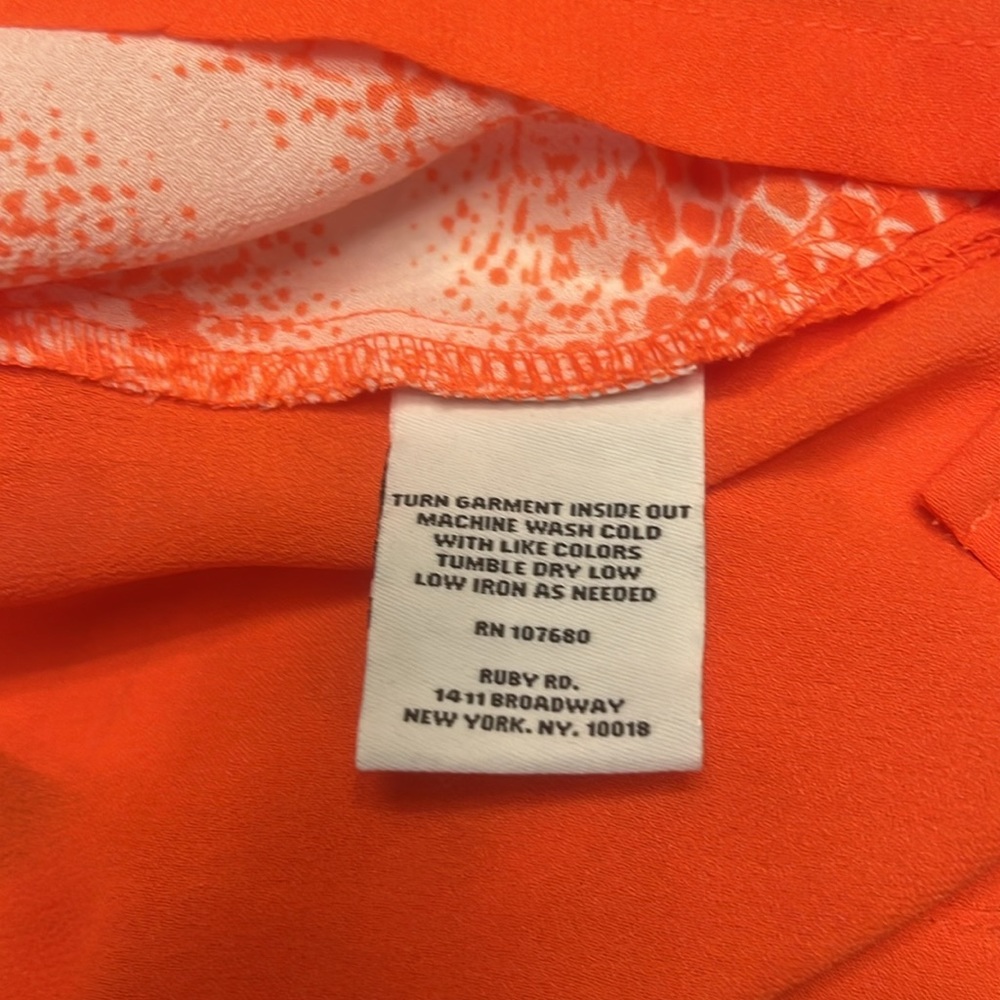 TURN GARMENT INSIDE OUT
MACHINE WASH COLD
WITH LIKE COLORS
TUMBLE DRY LOW
LOW IRON AS NEEDED
RN 107680
RUBY RD.
1411 BROADWAY
NEW YORK. NY. 10018